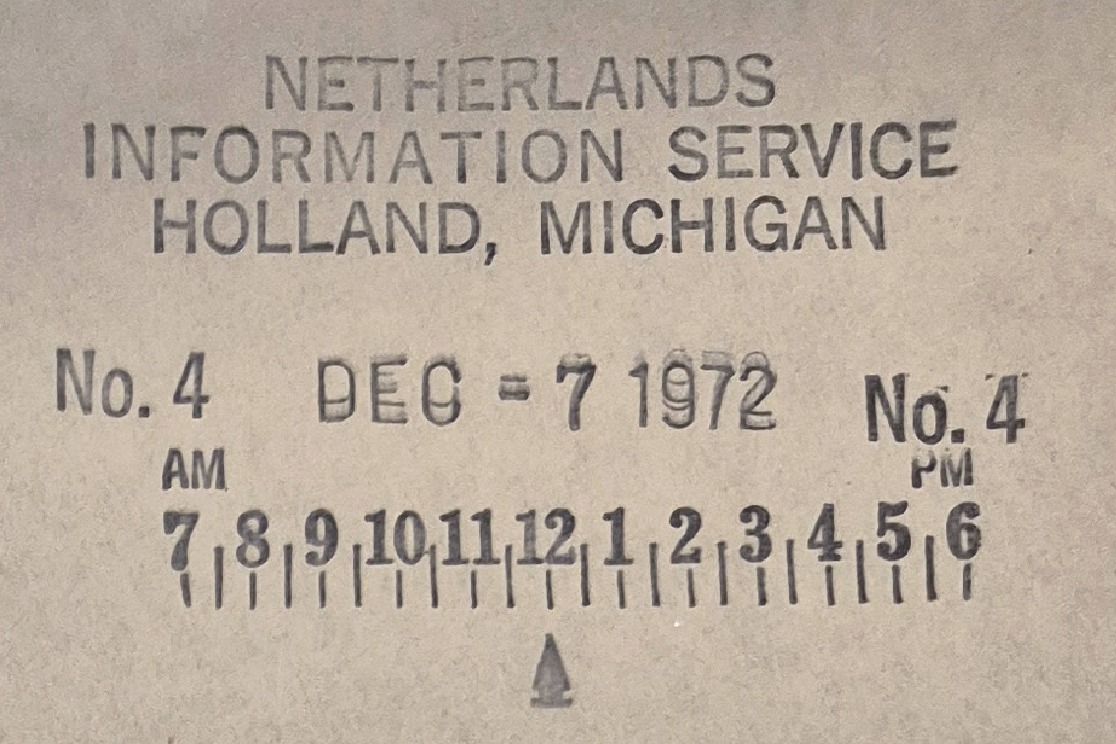 NETHERLANDS
INFORMATION SERVICE
HOLLAND, MICHIGAN
No. 4 DEC = 7 1972 No. 4
AM PM
7 8 9 10 11 12 1 2 3 4 5 6